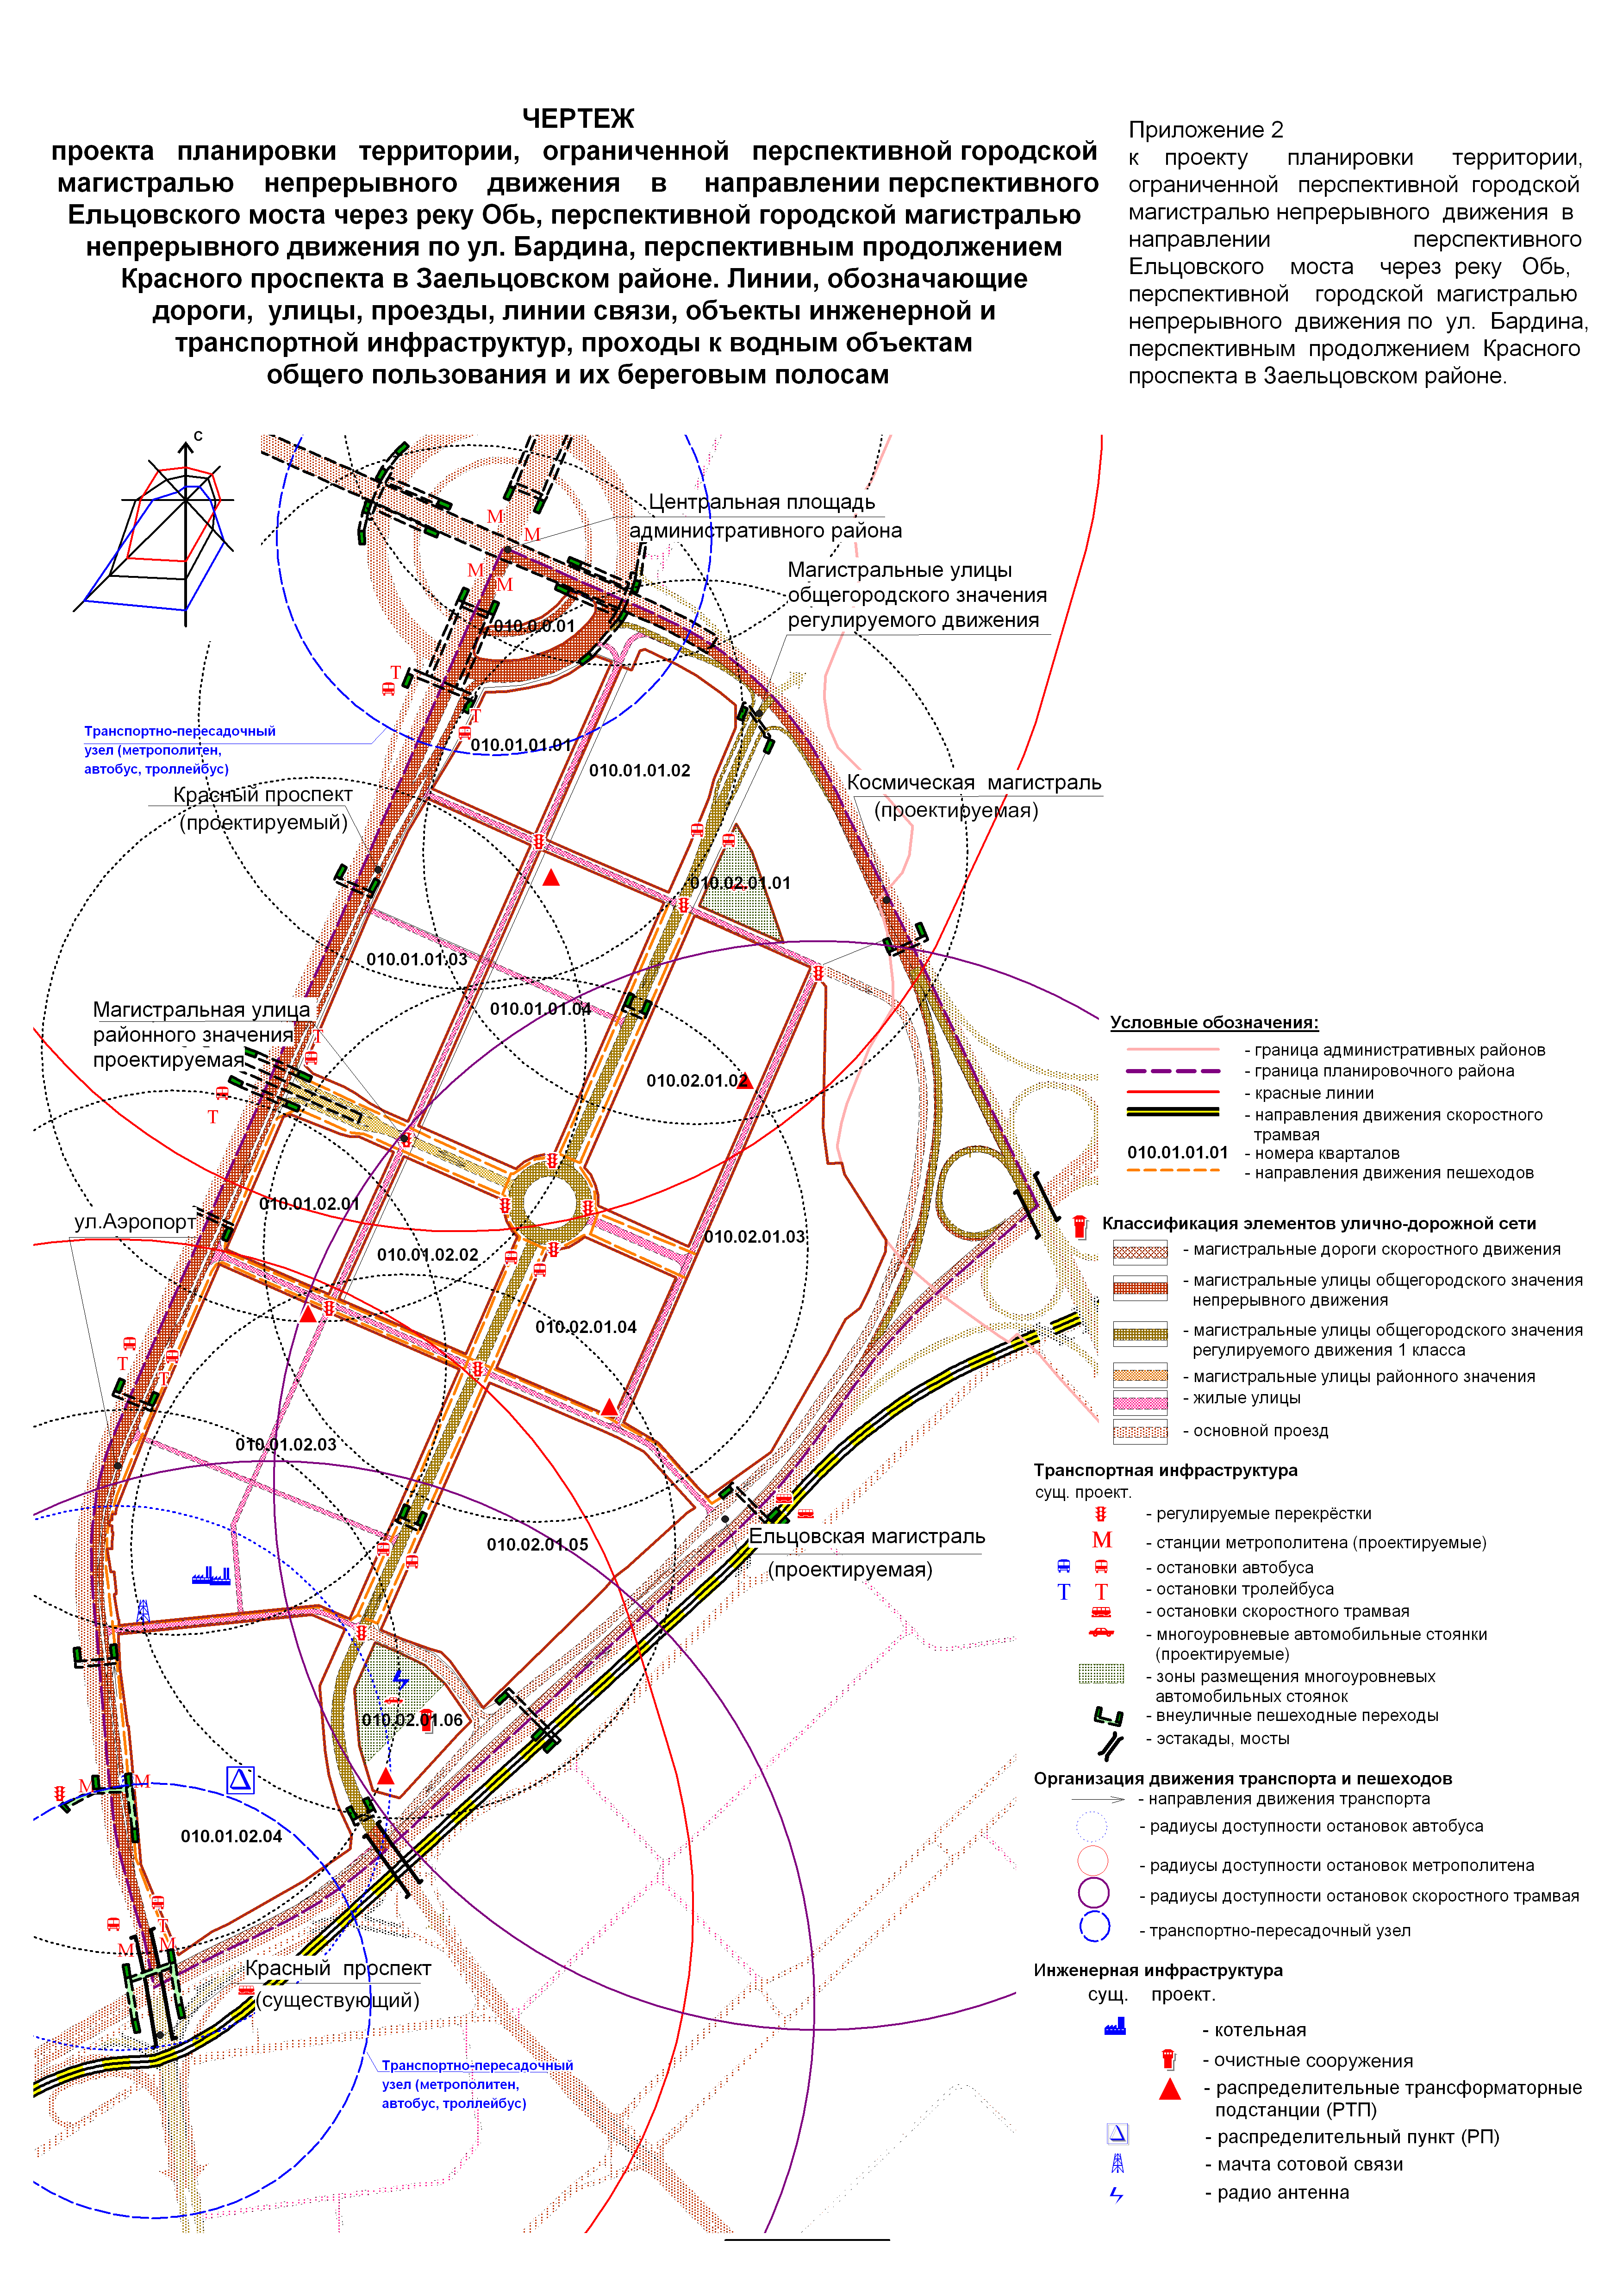 ЧЕРТЕЖ
проекта планировки территории, ограниченной перспективной городской
магистралью непрерывного движения в направлении перспективного
Ельцовского моста через реку Обь, перспективной городской магистралью
непрерывного движения по ул. Бардина, перспективным продолжением
Красного проспекта в Заельцовском районе. Линии, обозначающие
дороги, улицы, проезды, линии связи, объекты инженерной и
транспортной инфраструктур, проходы к водным объектам
общего пользования и их береговым полосам
Приложение 2
к проекту планировки территории,
ограниченной перспективной городской
магистралью непрерывного движения в
направлении перспективного
Ельцовского моста через реку Обь,
перспективной городской магистралью
непрерывного движения по ул. Бардина,
перспективным продолжением Красного
проспекта в Заельцовском районе.
С
Центральная площадь
административного района
М
М
М
М
Магистральные улицы
общегородского значения
регулируемого движения
010.0.0.01
Т
Т
Транспортно-пересадочный
узел (метрополитен,
автобус, троллейбус)
010.01.01.01
010.01.01.02
Космическая магистраль
(проектируемая)
Красный проспект
(проектируемый)
010.02.01.01
010.01.01.03
010.01.01.04
Магистральная улица
районного значения
проектируемая
Т
Т
010.02.01.02
010.01.02.01
ул.Аэропорт
010.01.02.02
010.02.01.03
010.02.01.04
Т
Т
010.01.02.03
010.02.01.05
Ельцовская магистраль
(проектируемая)
010.02.01.06
М
М
010.01.02.04
Т
М
М
Красный проспект
(существующий)
Транспортно-пересадочный
узел (метрополитен,
автобус, троллейбус)
Условные обозначения:
- граница административных районов
- граница планировочного района
- красные линии
- направления движения скоростного
трамвая
010.01.01.01 - номера кварталов
- направления движения пешеходов
Классификация элементов улично-дорожной сети
- магистральные дороги скоростного движения
- магистральные улицы общегородского значения
непрерывного движения
- магистральные улицы общегородского значения
регулируемого движения 1 класса
- магистральные улицы районного значения
- жилые улицы
- основной проезд
Транспортная инфраструктура
сущ. проект.
- регулируемые перекрёстки
М - станции метрополитена (проектируемые)
- остановки автобуса
Т Т - остановки тролейбуса
- остановки скоростного трамвая
- многоуровневые автомобильные стоянки
(проектируемые)
- зоны размещения многоуровневых
автомобильных стоянок
- внеуличные пешеходные переходы
- эстакады, мосты
Организация движения транспорта и пешеходов
- направления движения транспорта
- радиусы доступности остановок автобуса
- радиусы доступности остановок метрополитена
- радиусы доступности остановок скоростного трамвая
- транспортно-пересадочный узел
Инженерная инфраструктура
сущ. проект.
- котельная
- очистные сооружения
- распределительные трансформаторные
подстанции (РТП)
- распределительный пункт (РП)
- мачта сотовой связи
- радио антенна